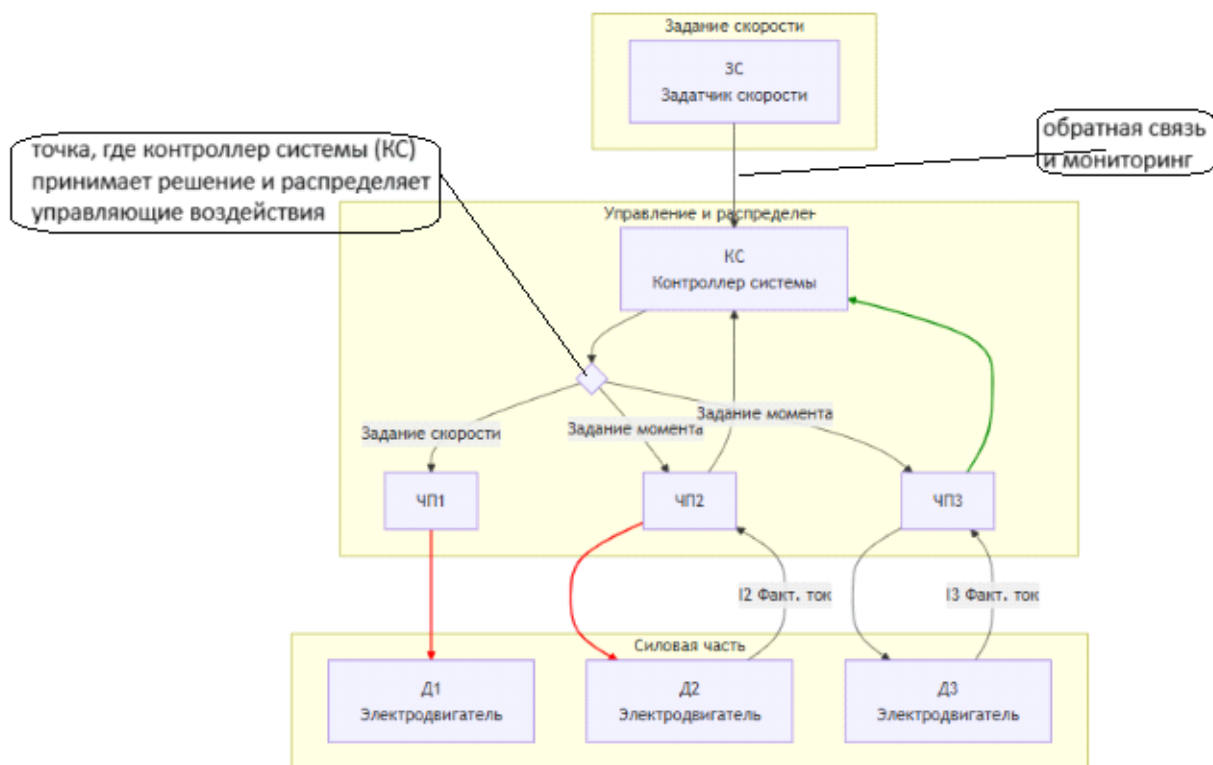 Задание скорости
ЗС
Задатчик скорости
обратная связь
и мониторинг
точка, где контроллер системы (КС)
принимает решение и распределяет
управляющие воздействия
Управление и распределен
КС
Контроллер системы
Задание скорости
Задание момента
Задание момента
ЧП1
ЧП2
ЧП3
I2 Факт. ток
I3 Факт. ток
Силовая часть
Д1
Электродвигатель
Д2
Электродвигатель
Д3
Электродвигатель